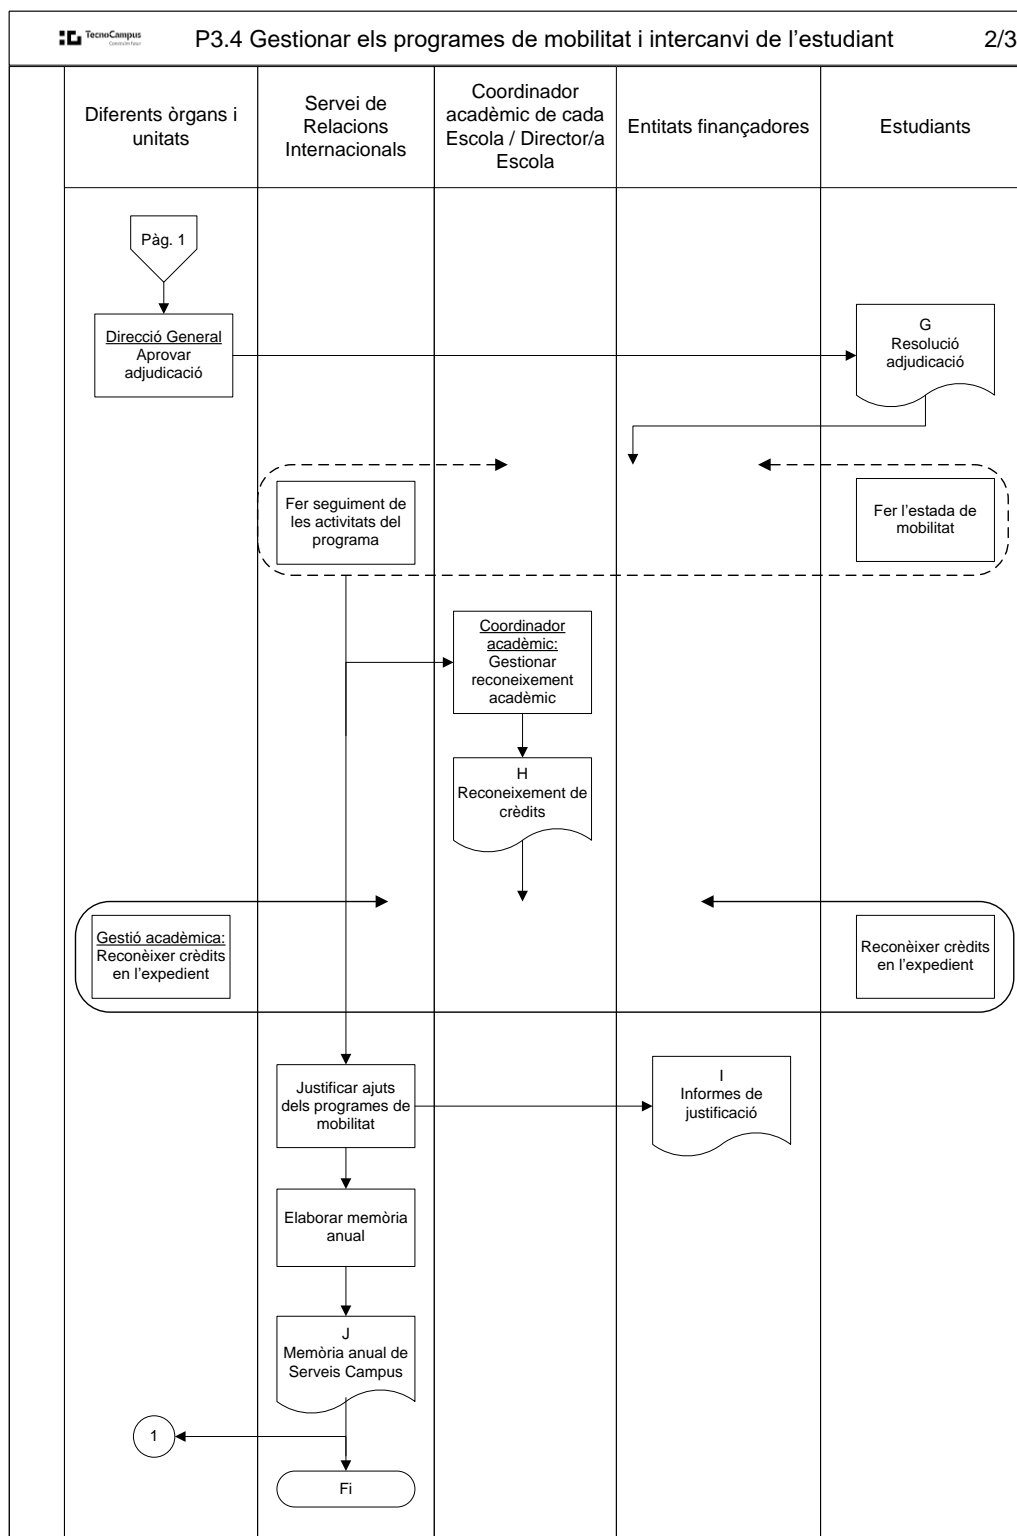 TecnoCampus
P3.4 Gestionar els programes de mobilitat i intercanvi de l’estudiant
2/3
Diferents òrgans i
unitats
Servei de
Relacions
Internacionals
Coordinador
acadèmic de cada
Escola / Director/a
Escola
Entitats finançadores
Estudiants
Pàg. 1
Direcció General
Aprovar
adjudicació
G
Resolució
adjudicació
Fer seguiment de
les activitats del
programa
Fer l’estada de
mobilitat
Coordinador
acadèmic:
Gestionar
reconeixement
acadèmic
H
Reconeixement de
crèdits
Gestió acadèmica:
Reconèixer crèdits
en l’expedient
Reconèixer crèdits
en l’expedient
Justificar ajuts
dels programes de
mobilitat
I
Informes de
justificació
Elaborar memòria
anual
J
Memòria anual de
Serveis Campus
1
Fi